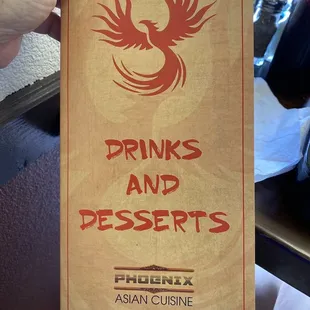 DRINKS
AND
DESSERTS
PHOENIX
ASIAN CUISINE